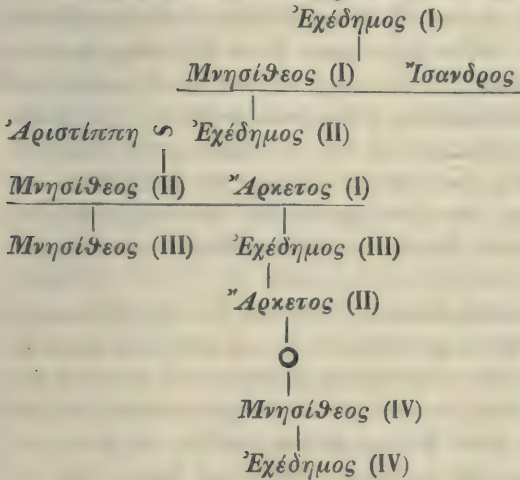 Ἐχέδημος (I)
Μνησίθεος (I) Ἴσανδρος
Ἀριστίππη ∾ Ἐχέδημος (II)
Μνησίθεος (II) Ἄρκετος (I)
Μνησίθεος (III) Ἐχέδημος (III)
Ἄρκετος (II)
Μνησίθεος (IV)
Ἐχέδημος (IV)